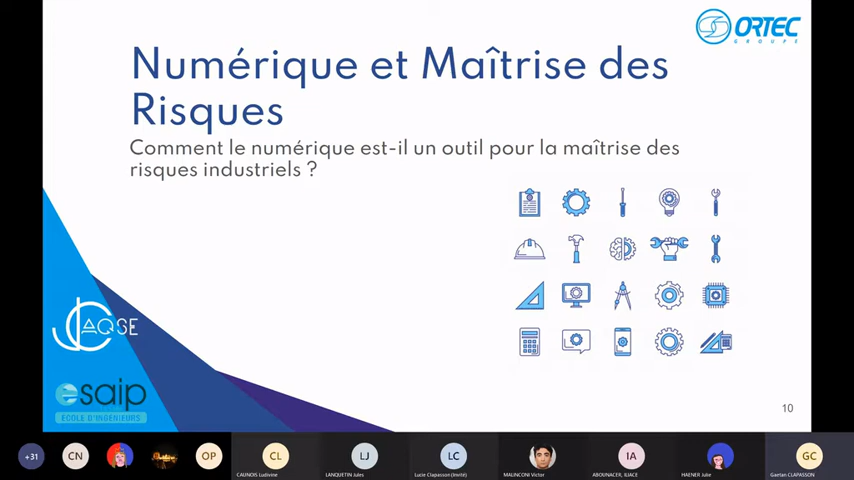 ORTEC
GROUPE
Numérique et Maîtrise des
Risques
Comment le numérique est-il un outil pour la maîtrise des
risques industriels ?
JC AQSE
esaip
ÉCOLE D'INGÉNIEURS
10
+31
CN
OP
CL
LJ
LC
IA
GC
CAUNOIS Ludivine
LANQUETIN Jules
Lucie Clapasson (Invité)
MALINCONI Victor
ABOUNACER, ILIACE
HAENER Julie
Gaetan CLAPASSON